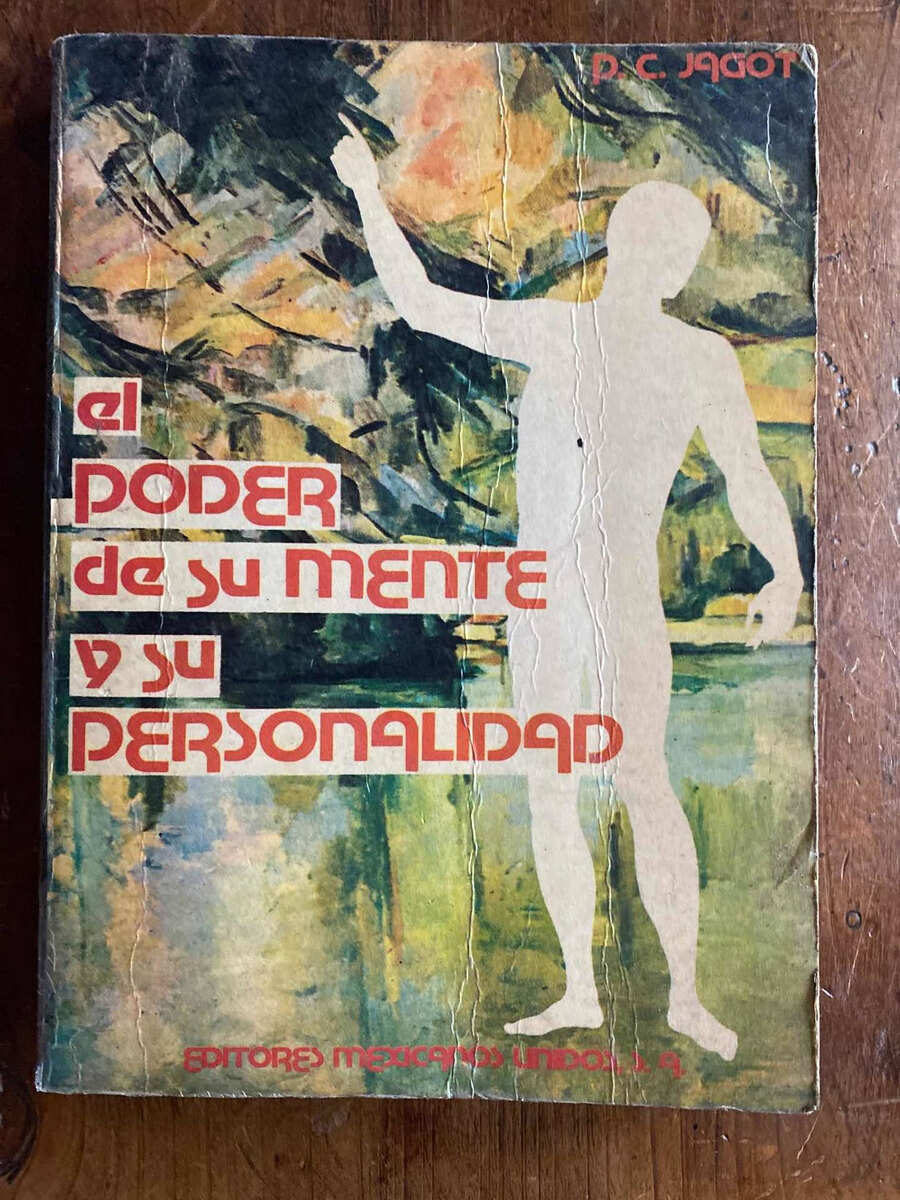 P. C. JAGOT
el
PODER
de su MENTE
y su
PERSONALIDAD
EDITORES MEXICANOS UNIDOS, S. A.